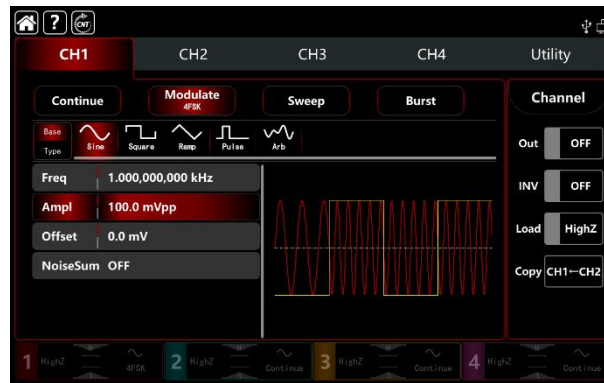 ? CNT
CH1 CH2 CH3 CH4 Utility
Continue Modulate Sweep Burst Channel
4FSK
Base
Type Sine Square Ramp Pulse Arb
Out OFF
Freq 1.000,000,000 kHz
INV OFF
Ampl 100.0 mVpp
Offset 0.0 mV
Load HighZ
NoiseSum OFF
Copy CH1←CH2
1 HighZ 4FSK 2 HighZ Continue 3 HighZ Continue 4 HighZ Continue